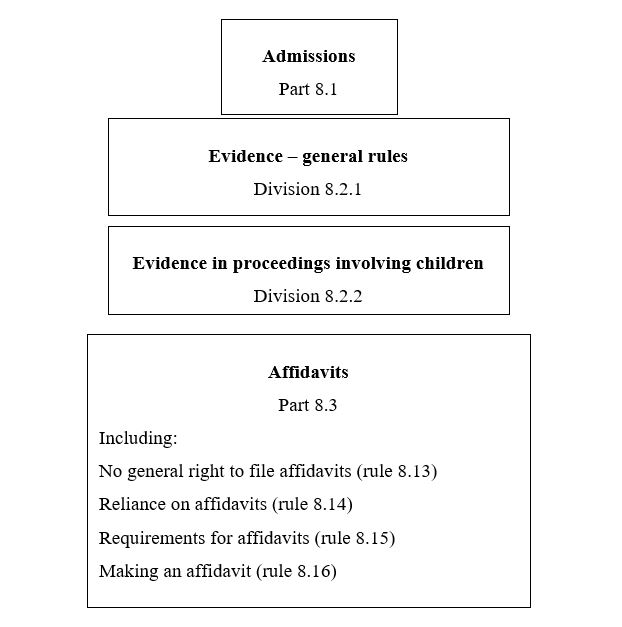 Admissions
Part 8.1
Evidence – general rules
Division 8.2.1
Evidence in proceedings involving children
Division 8.2.2
Affidavits
Part 8.3
Including:
No general right to file affidavits (rule 8.13)
Reliance on affidavits (rule 8.14)
Requirements for affidavits (rule 8.15)
Making an affidavit (rule 8.16)